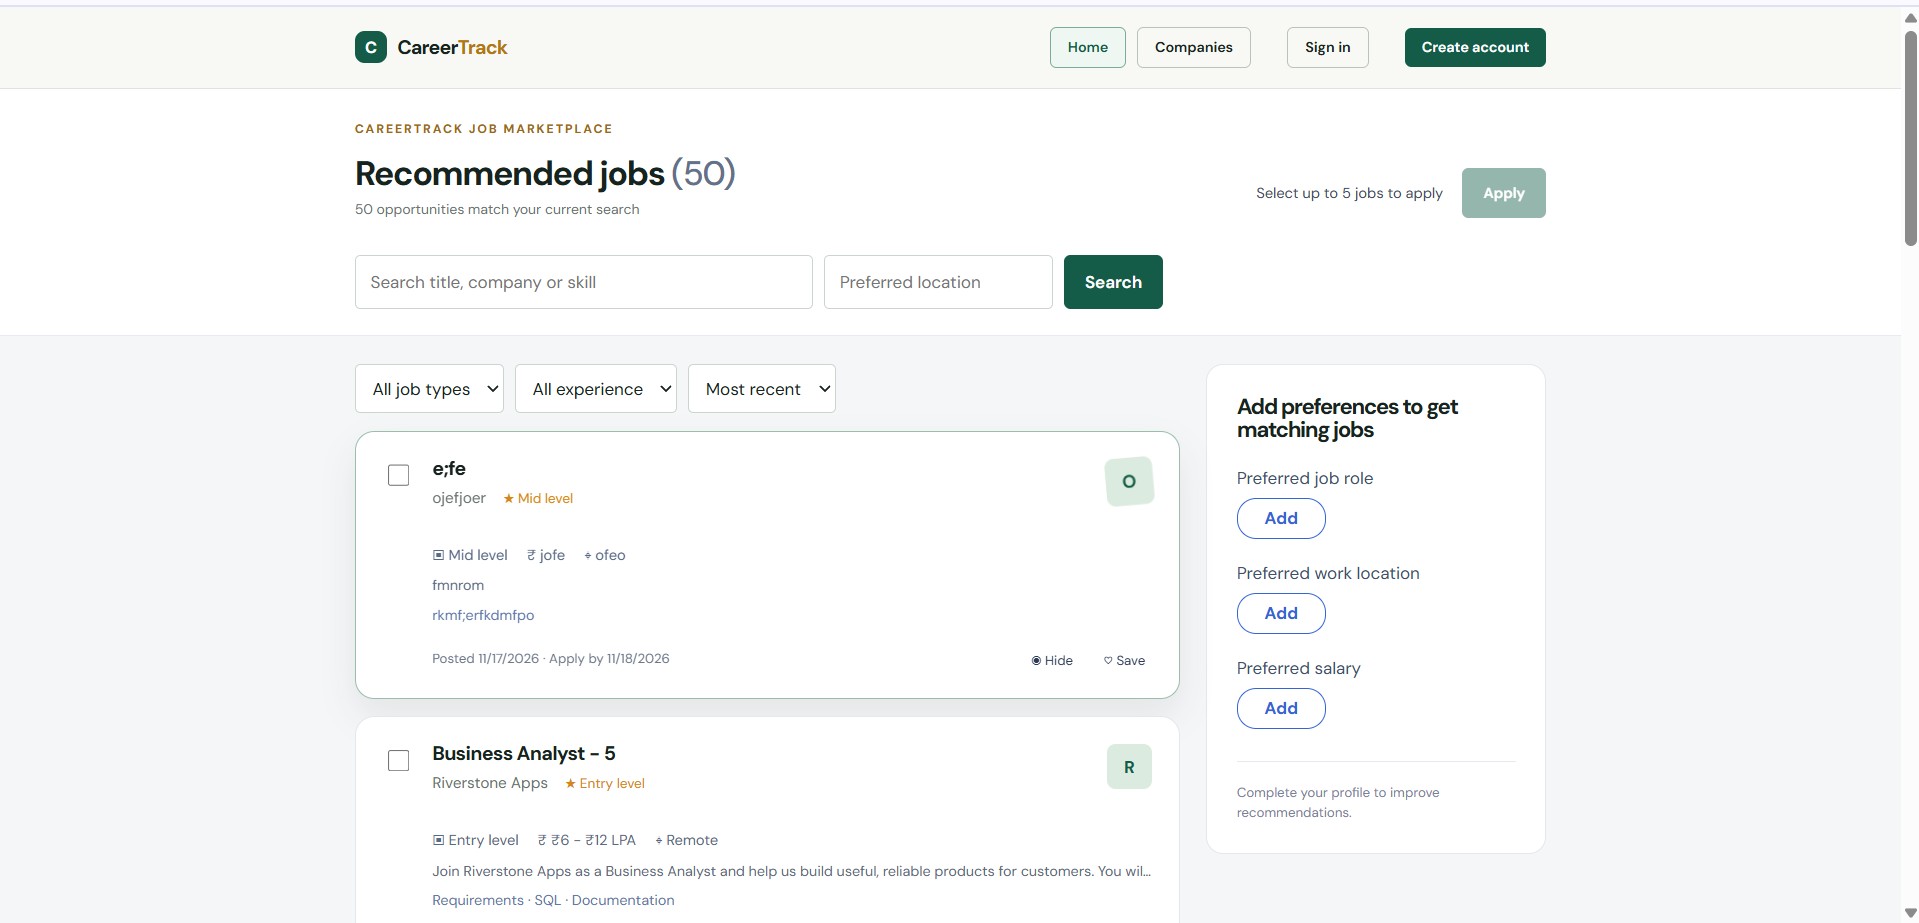 C CareerTrack
Home Companies Sign in Create account
CAREERTRACK JOB MARKETPLACE
Recommended jobs (50)
50 opportunities match your current search
Select up to 5 jobs to apply Apply
Search title, company or skill Preferred location Search
All job types All experience Most recent
e;fe
O
ojefjoer ★ Mid level
▣ Mid level ₹ jofe ⌖ ofeo
fmnrom
rkmf;erfkdmfpo
Posted 11/17/2026 · Apply by 11/18/2026 ◉ Hide ♡ Save
Business Analyst - 5
R
Riverstone Apps ★ Entry level
▣ Entry level ₹ ₹6 - ₹12 LPA ⌖ Remote
Join Riverstone Apps as a Business Analyst and help us build useful, reliable products for customers. You wil...
Requirements · SQL · Documentation
Add preferences to get
matching jobs
Preferred job role
Add
Preferred work location
Add
Preferred salary
Add
Complete your profile to improve
recommendations.